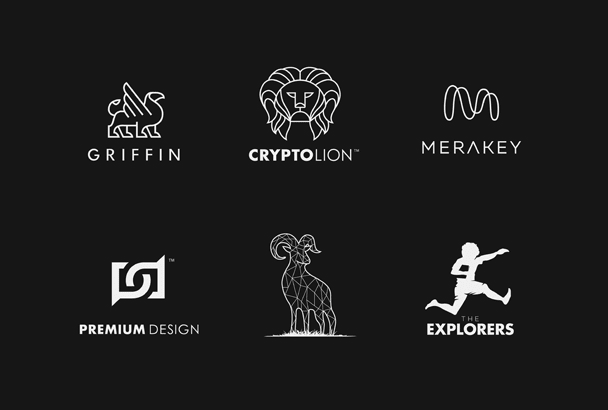 GRIFFIN
CRYPTOLION™
MERAKEY
™
PREMIUM DESIGN
THE
EXPLORERS